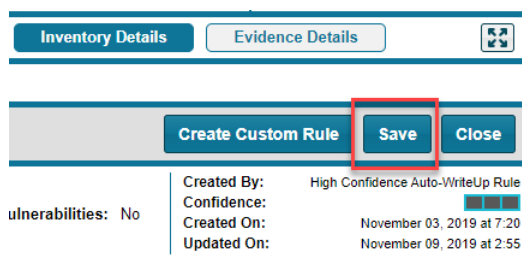 Inventory Details Evidence Details
Create Custom Rule Save Close
Created By: High Confidence Auto-WriteUp Rule
Confidence:
ulnerabilities: No
Created On: November 03, 2019 at 7:20
Updated On: November 09, 2019 at 2:55